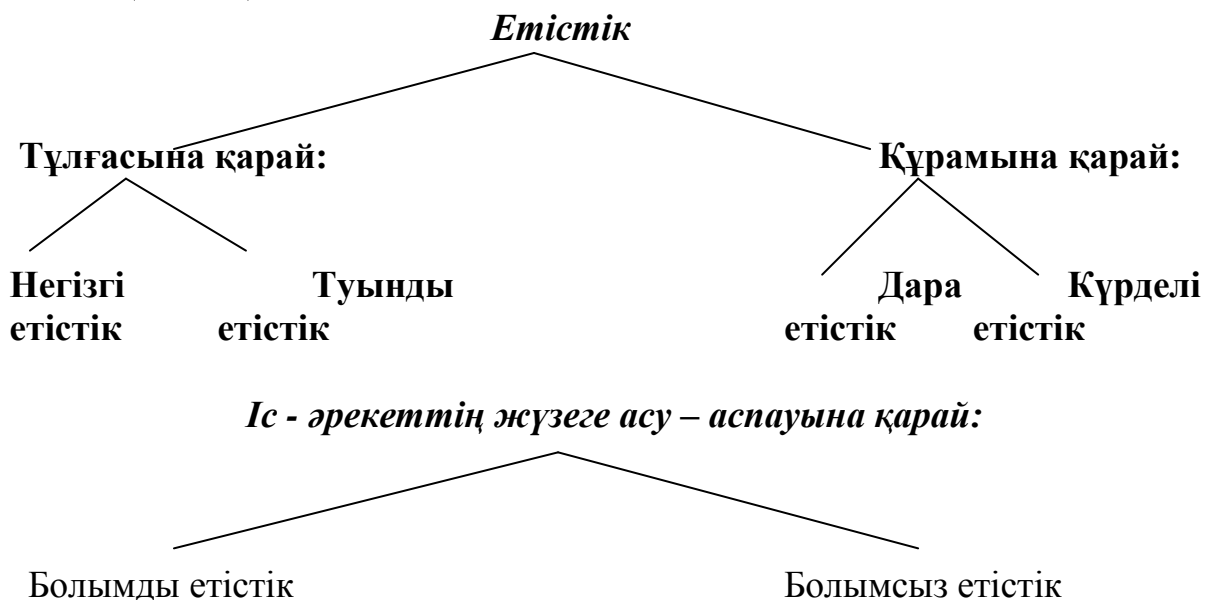 Етістік
Тұлғасына қарай: Құрамына қарай:
Негізгі Туынды Дара Күрделі
етістік етістік етістік етістік
Іс - әрекеттің жүзеге асу – аспауына қарай:
Болымды етістік Болымсыз етістік